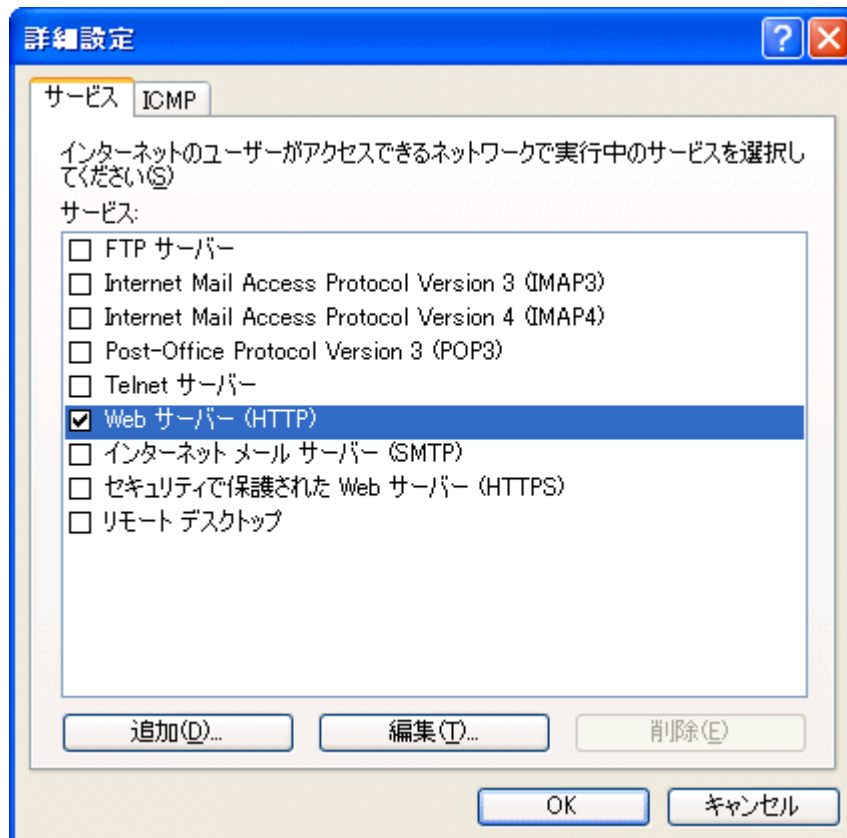 詳細設定
サービス
ICMP
インターネットのユーザーがアクセスできるネットワークで実行中のサービスを選択し
てください(S)
サービス:
FTP サーバー
Internet Mail Access Protocol Version 3 (IMAP3)
Internet Mail Access Protocol Version 4 (IMAP4)
Post-Office Protocol Version 3 (POP3)
Telnet サーバー
Web サーバー (HTTP)
インターネット メール サーバー (SMTP)
セキュリティで保護された Web サーバー (HTTPS)
リモート デスクトップ
追加(D)...
編集(T)...
削除(E)
OK
キャンセル